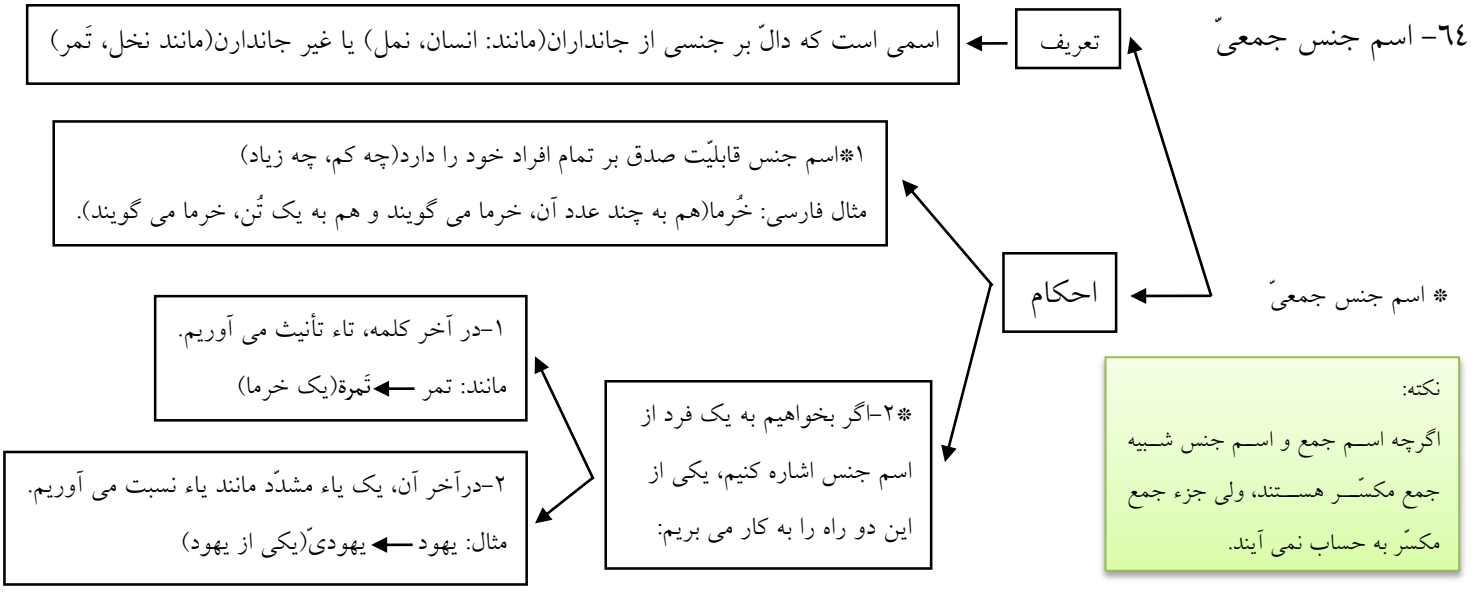 ٦٤- اسم جنس جمعیّ
تعریف
اسمی است که دالّ بر جنسی از جانداران(مانند: انسان، نمل) یا غیر جاندارن(مانند نخل، تَمر)
* اسم جنس جمعیّ
احکام
١*اسم جنس قابلیّت صدق بر تمام افراد خود را دارد(چه کم، چه زیاد)
مثال فارسی: خُرما(هم به چند عدد آن، خرما می گویند و هم به یک تُن، خرما می گویند).
*٢-اگر بخواهیم به یک فرد از
اسم جنس اشاره کنیم، یکی از
این دو راه را به کار می بریم:
١-در آخر کلمه، تاء تأنیث می آوریم.
مانند: تمر ← تَمرة(یک خرما)
٢-درآخر آن، یک یاء مشدّد مانند یاء نسبت می آوریم.
مثال: یهود ← یهودیّ(یکی از یهود)
نکته:
اگرچه اسم جمع و اسم جنس شبیه
جمع مکسّر هستند، ولی جزء جمع
مکسّر به حساب نمی آیند.